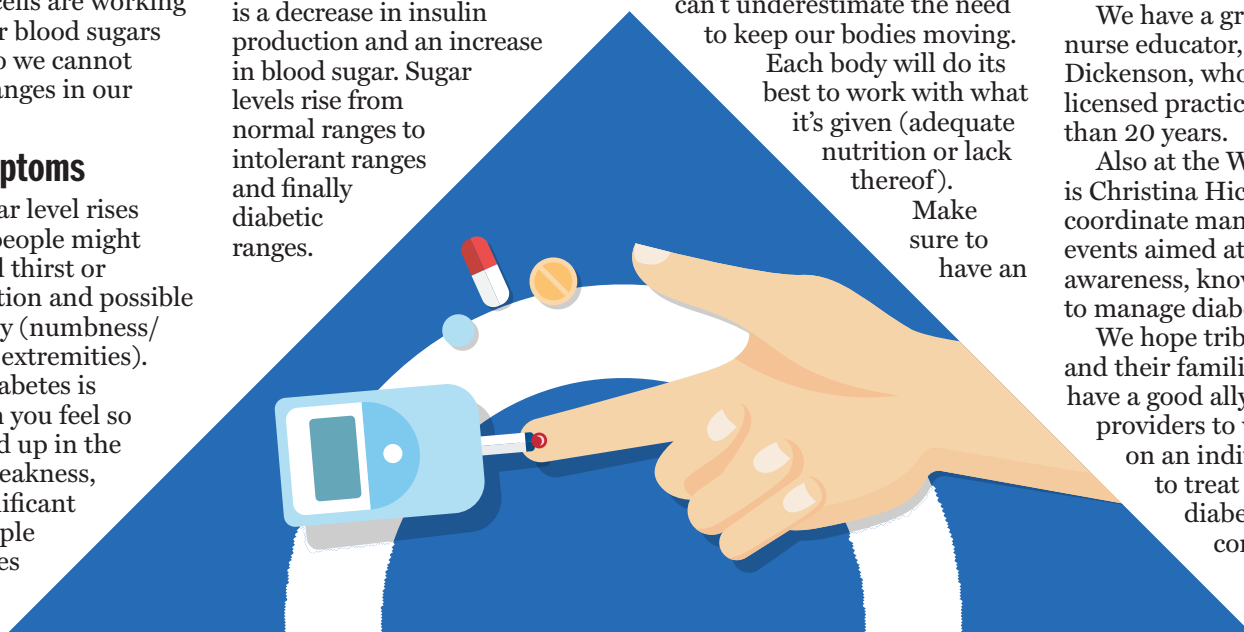 cells are working
r blood sugars
o we cannot
anges in our
ptoms
ar level rises
people might
d thirst or
tion and possible
y (numbness/
extremities).
abetes is
n you feel so
d up in the
eakness,
nificant
ple
es
is a decrease in insulin
production and an increase
in blood sugar. Sugar
levels rise from
normal ranges to
intolerant ranges
and finally
diabetic
ranges.
can't underestimate the need
to keep our bodies moving.
Each body will do its
best to work with what
it's given (adequate
nutrition or lack
thereof).
Make
sure to
have an
We have a gr
nurse educator,
Dickenson, who
licensed practic
than 20 years.
Also at the W
is Christina Hic
coordinate man
events aimed at
awareness, know
to manage diab
We hope trib
and their famili
have a good ally
providers to
on an indi
to treat
diabe
con